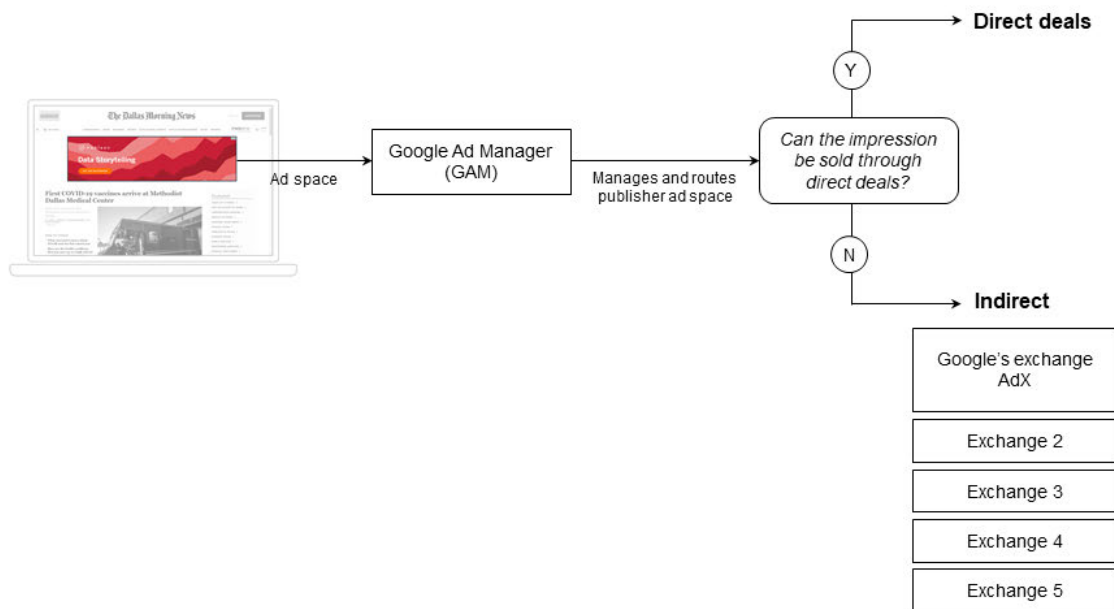 Direct deals
Y
The Dallas Morning News
Data Storytelling
First COVID-19 vaccines arrive at Methodist
Dallas Medical Center
Ad space
Google Ad Manager
(GAM)
Manages and routes
publisher ad space
Can the impression
be sold through
direct deals?
N
Indirect
Google's exchange
AdX
Exchange 2
Exchange 3
Exchange 4
Exchange 5